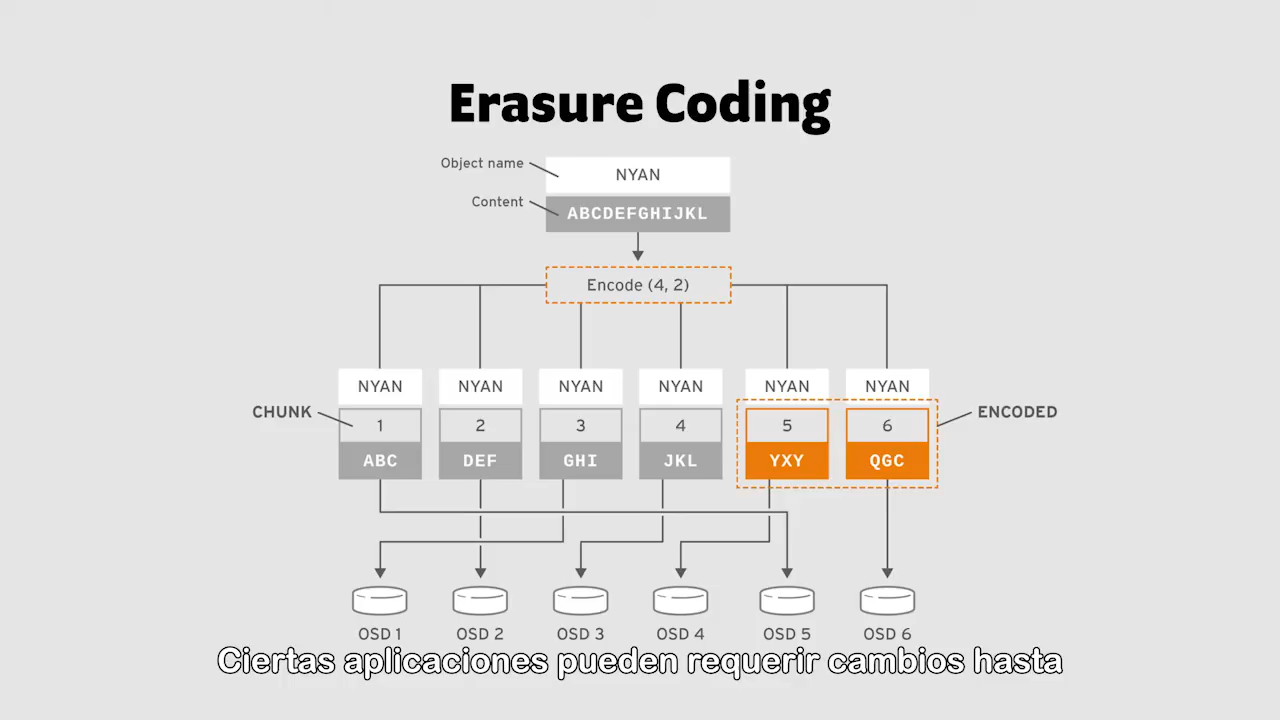 Erasure Coding
Object name
NYAN
Content
ABCDEFGHIJKL
Encode (4, 2)
NYAN NYAN NYAN NYAN NYAN NYAN
CHUNK 1 2 3 4 5 6 ENCODED
ABC DEF GHI JKL YXY QGC
OSD 1 OSD 2 OSD 3 OSD 4 OSD 5 OSD 6
Ciertas aplicaciones pueden requerir cambios hasta